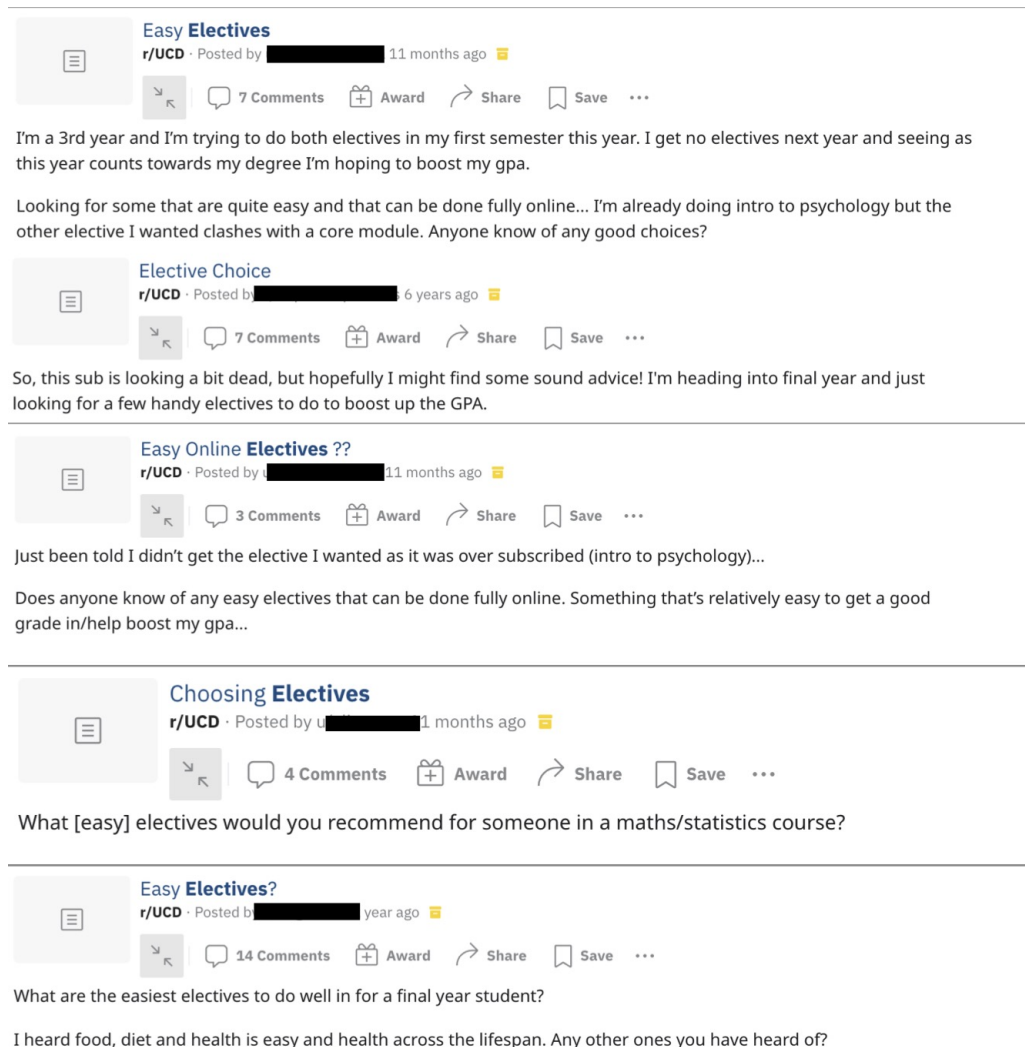 Easy Electives
r/UCD · Posted by 11 months ago
7 Comments Award Share Save ...
I'm a 3rd year and I'm trying to do both electives in my first semester this year. I get no electives next year and seeing as
this year counts towards my degree I'm hoping to boost my gpa.
Looking for some that are quite easy and that can be done fully online... I'm already doing intro to psychology but the
other elective I wanted clashes with a core module. Anyone know of any good choices?
Elective Choice
r/UCD · Posted by 6 years ago
7 Comments Award Share Save ...
So, this sub is looking a bit dead, but hopefully I might find some sound advice! I'm heading into final year and just
looking for a few handy electives to do to boost up the GPA.
Easy Online Electives ??
r/UCD · Posted by 11 months ago
3 Comments Award Share Save ...
Just been told I didn't get the elective I wanted as it was over subscribed (intro to psychology)...
Does anyone know of any easy electives that can be done fully online. Something that's relatively easy to get a good
grade in/help boost my gpa...
Choosing Electives
r/UCD · Posted by u 1 months ago
4 Comments Award Share Save ...
What [easy] electives would you recommend for someone in a maths/statistics course?
Easy Electives?
r/UCD · Posted by year ago
14 Comments Award Share Save ...
What are the easiest electives to do well in for a final year student?
I heard food, diet and health is easy and health across the lifespan. Any other ones you have heard of?